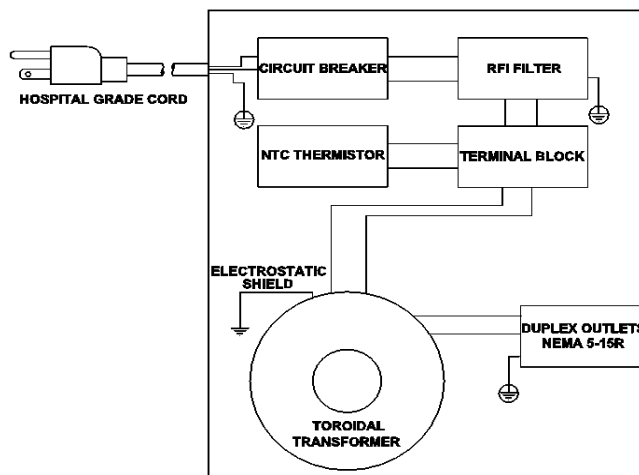 CIRCUIT BREAKER
RFI FILTER
HOSPITAL GRADE CORD
NTC THERMISTOR
TERMINAL BLOCK
ELECTROSTATIC
SHIELD
DUPLEX OUTLETS
NEMA 5-15R
TOROIDAL
TRANSFORMER